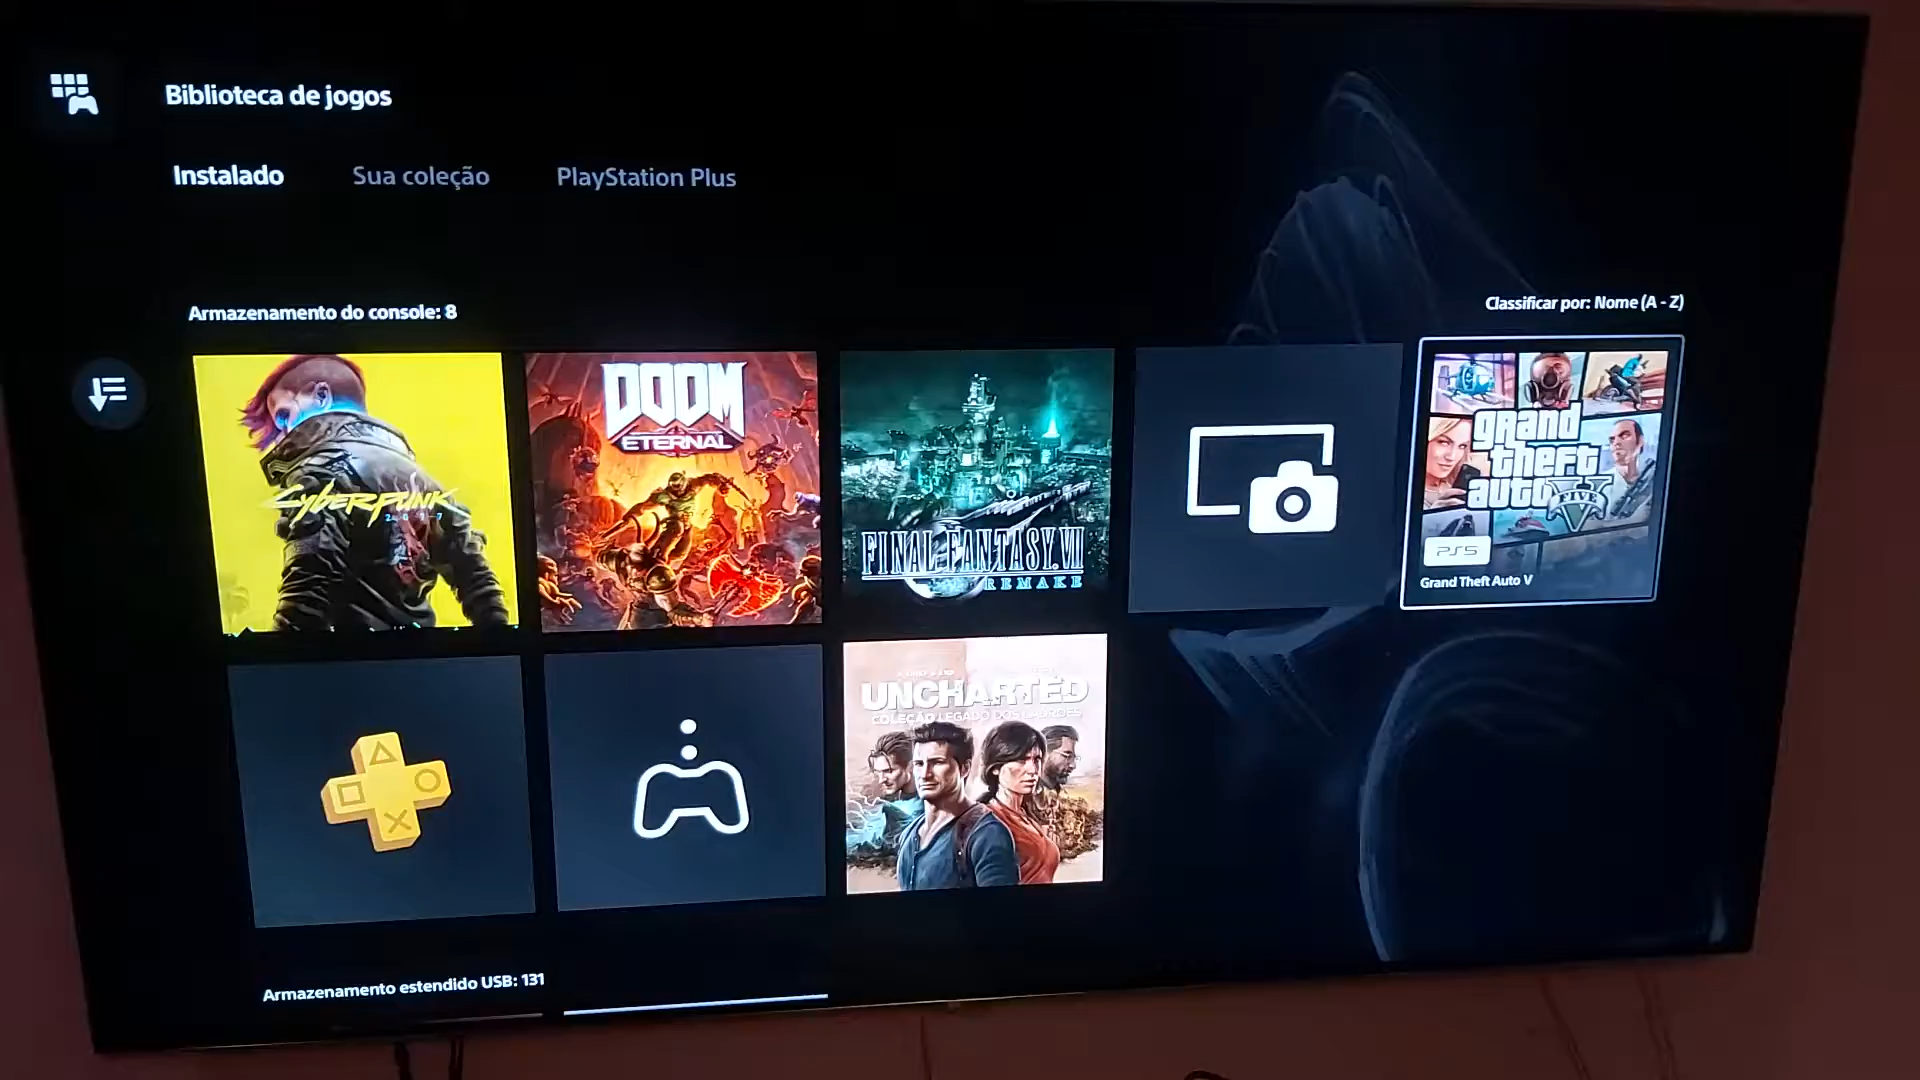 Biblioteca de jogos
Instalado
Sua coleção
PlayStation Plus
Armazenamento do console: 8
Classificar por: Nome (A - Z)
Cyberpunk
2077
DOOM
ETERNAL
FINAL FANTASY VII
REMAKE
grand
theft
auto
FIVE
V
PS5
Grand Theft Auto V
UNCHARTED
COLEÇÃO LEGADO DOS LADRÕES
Armazenamento estendido USB: 131